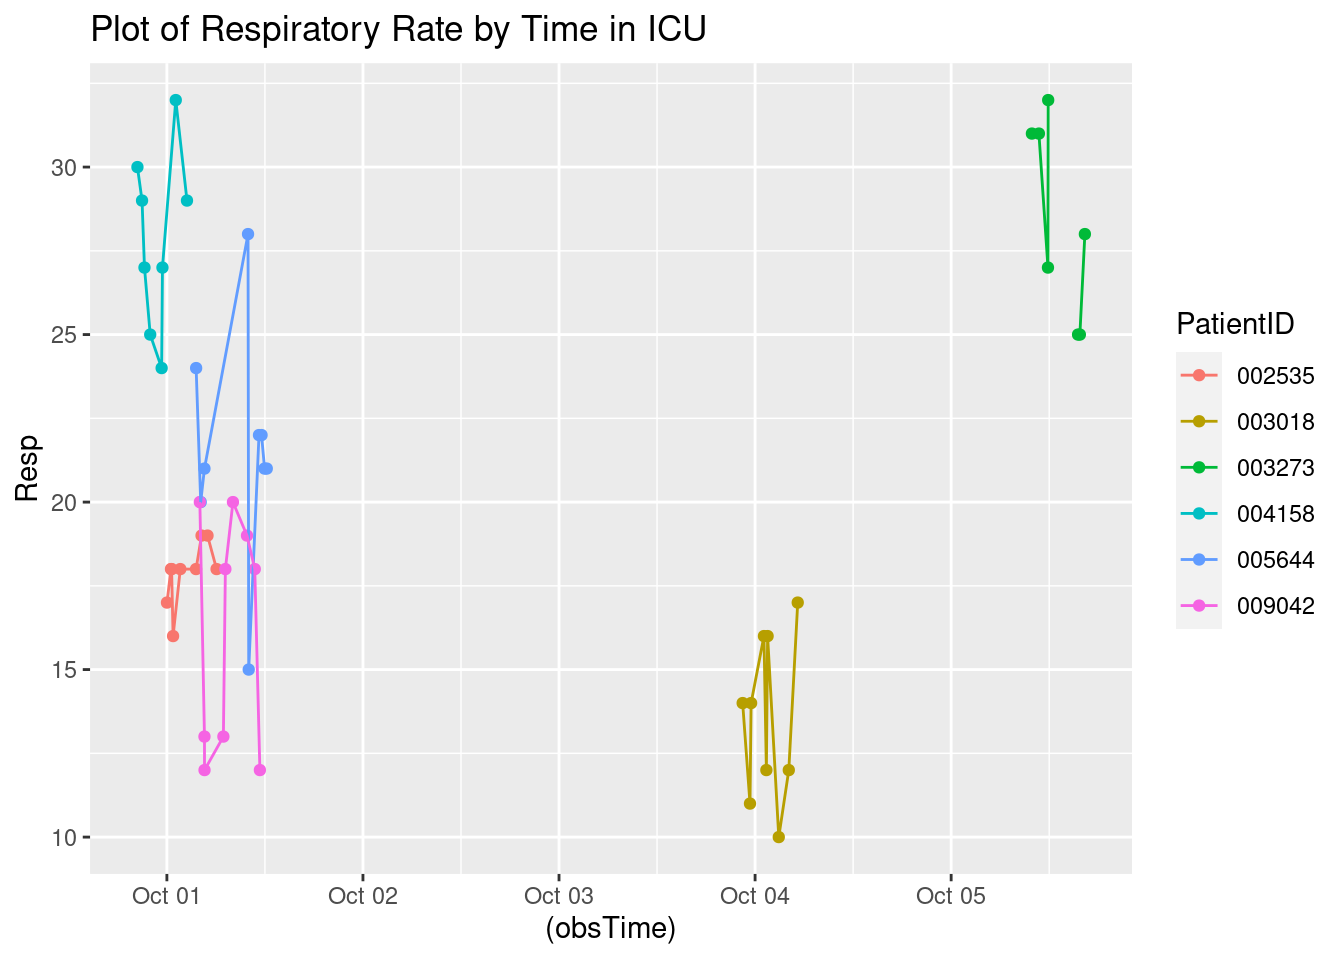 Plot of Respiratory Rate by Time in ICU
30
25
20
15
10
Resp
Oct 01 Oct 02 Oct 03 Oct 04 Oct 05
(obsTime)
PatientID
002535
003018
003273
004158
005644
009042